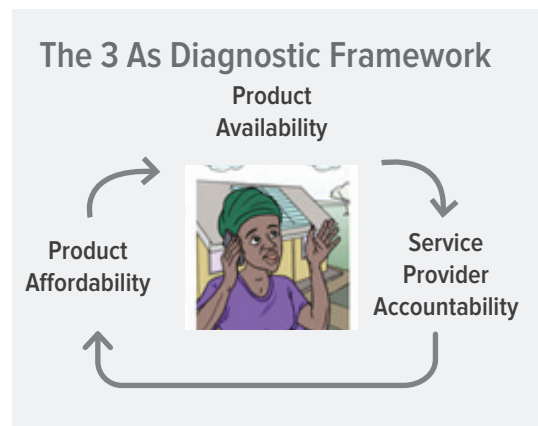 The 3 As Diagnostic Framework
Product
Availability
Service
Provider
Accountability
Product
Affordability